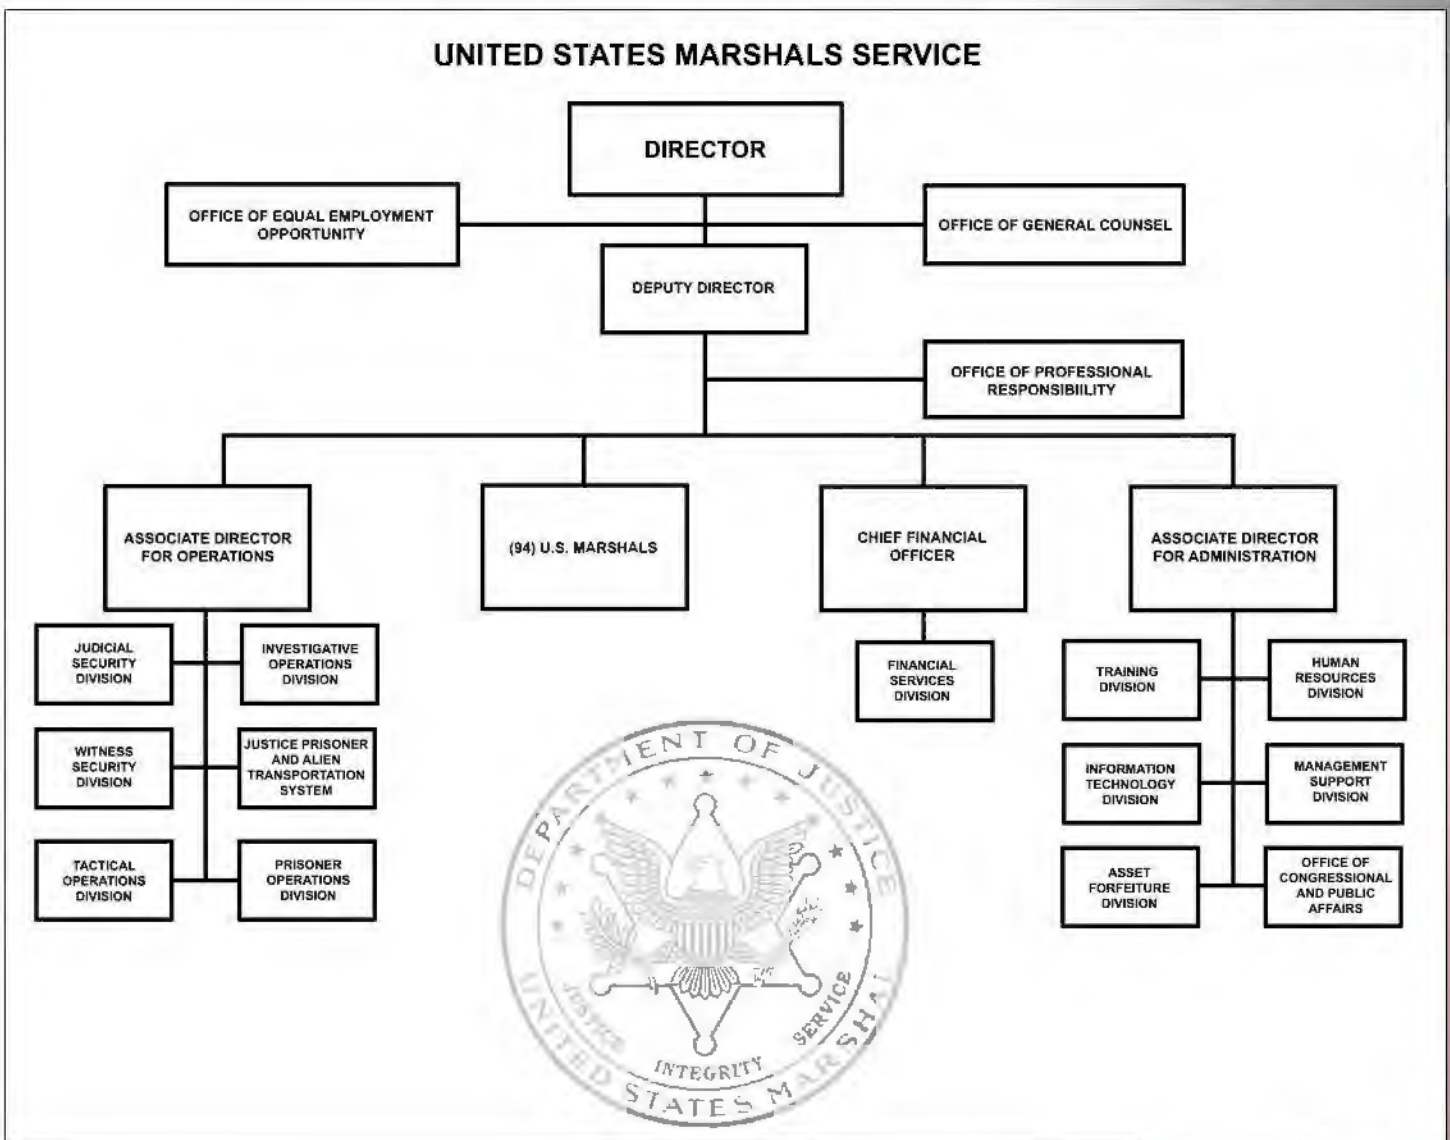 UNITED STATES MARSHALS SERVICE
DIRECTOR
OFFICE OF EQUAL EMPLOYMENT
OPPORTUNITY
OFFICE OF GENERAL COUNSEL
DEPUTY DIRECTOR
OFFICE OF PROFESSIONAL
RESPONSIBIILITY
ASSOCIATE DIRECTOR
FOR OPERATIONS
(94) U.S. MARSHALS
CHIEF FINANCIAL
OFFICER
ASSOCIATE DIRECTOR
FOR ADMINISTRATION
JUDICIAL
SECURITY
DIVISION
INVESTIGATIVE
OPERATIONS
DIVISION
WITNESS
SECURITY
DIVISION
JUSTICE PRISONER
AND ALIEN
TRANSPORTATION
SYSTEM
TACTICAL
OPERATIONS
DIVISION
PRISONER
OPERATIONS
DIVISION
FINANCIAL
SERVICES
DIVISION
TRAINING
DIVISION
HUMAN
RESOURCES
DIVISION
INFORMATION
TECHNOLOGY
DIVISION
MANAGEMENT
SUPPORT
DIVISION
ASSET
FORFEITURE
DIVISION
OFFICE OF
CONGRESSIONAL
AND PUBLIC
AFFAIRS
DEPARTMENT OF JUSTICE
JUSTICE INTEGRITY SERVICE
UNITED STATES MARSHAL